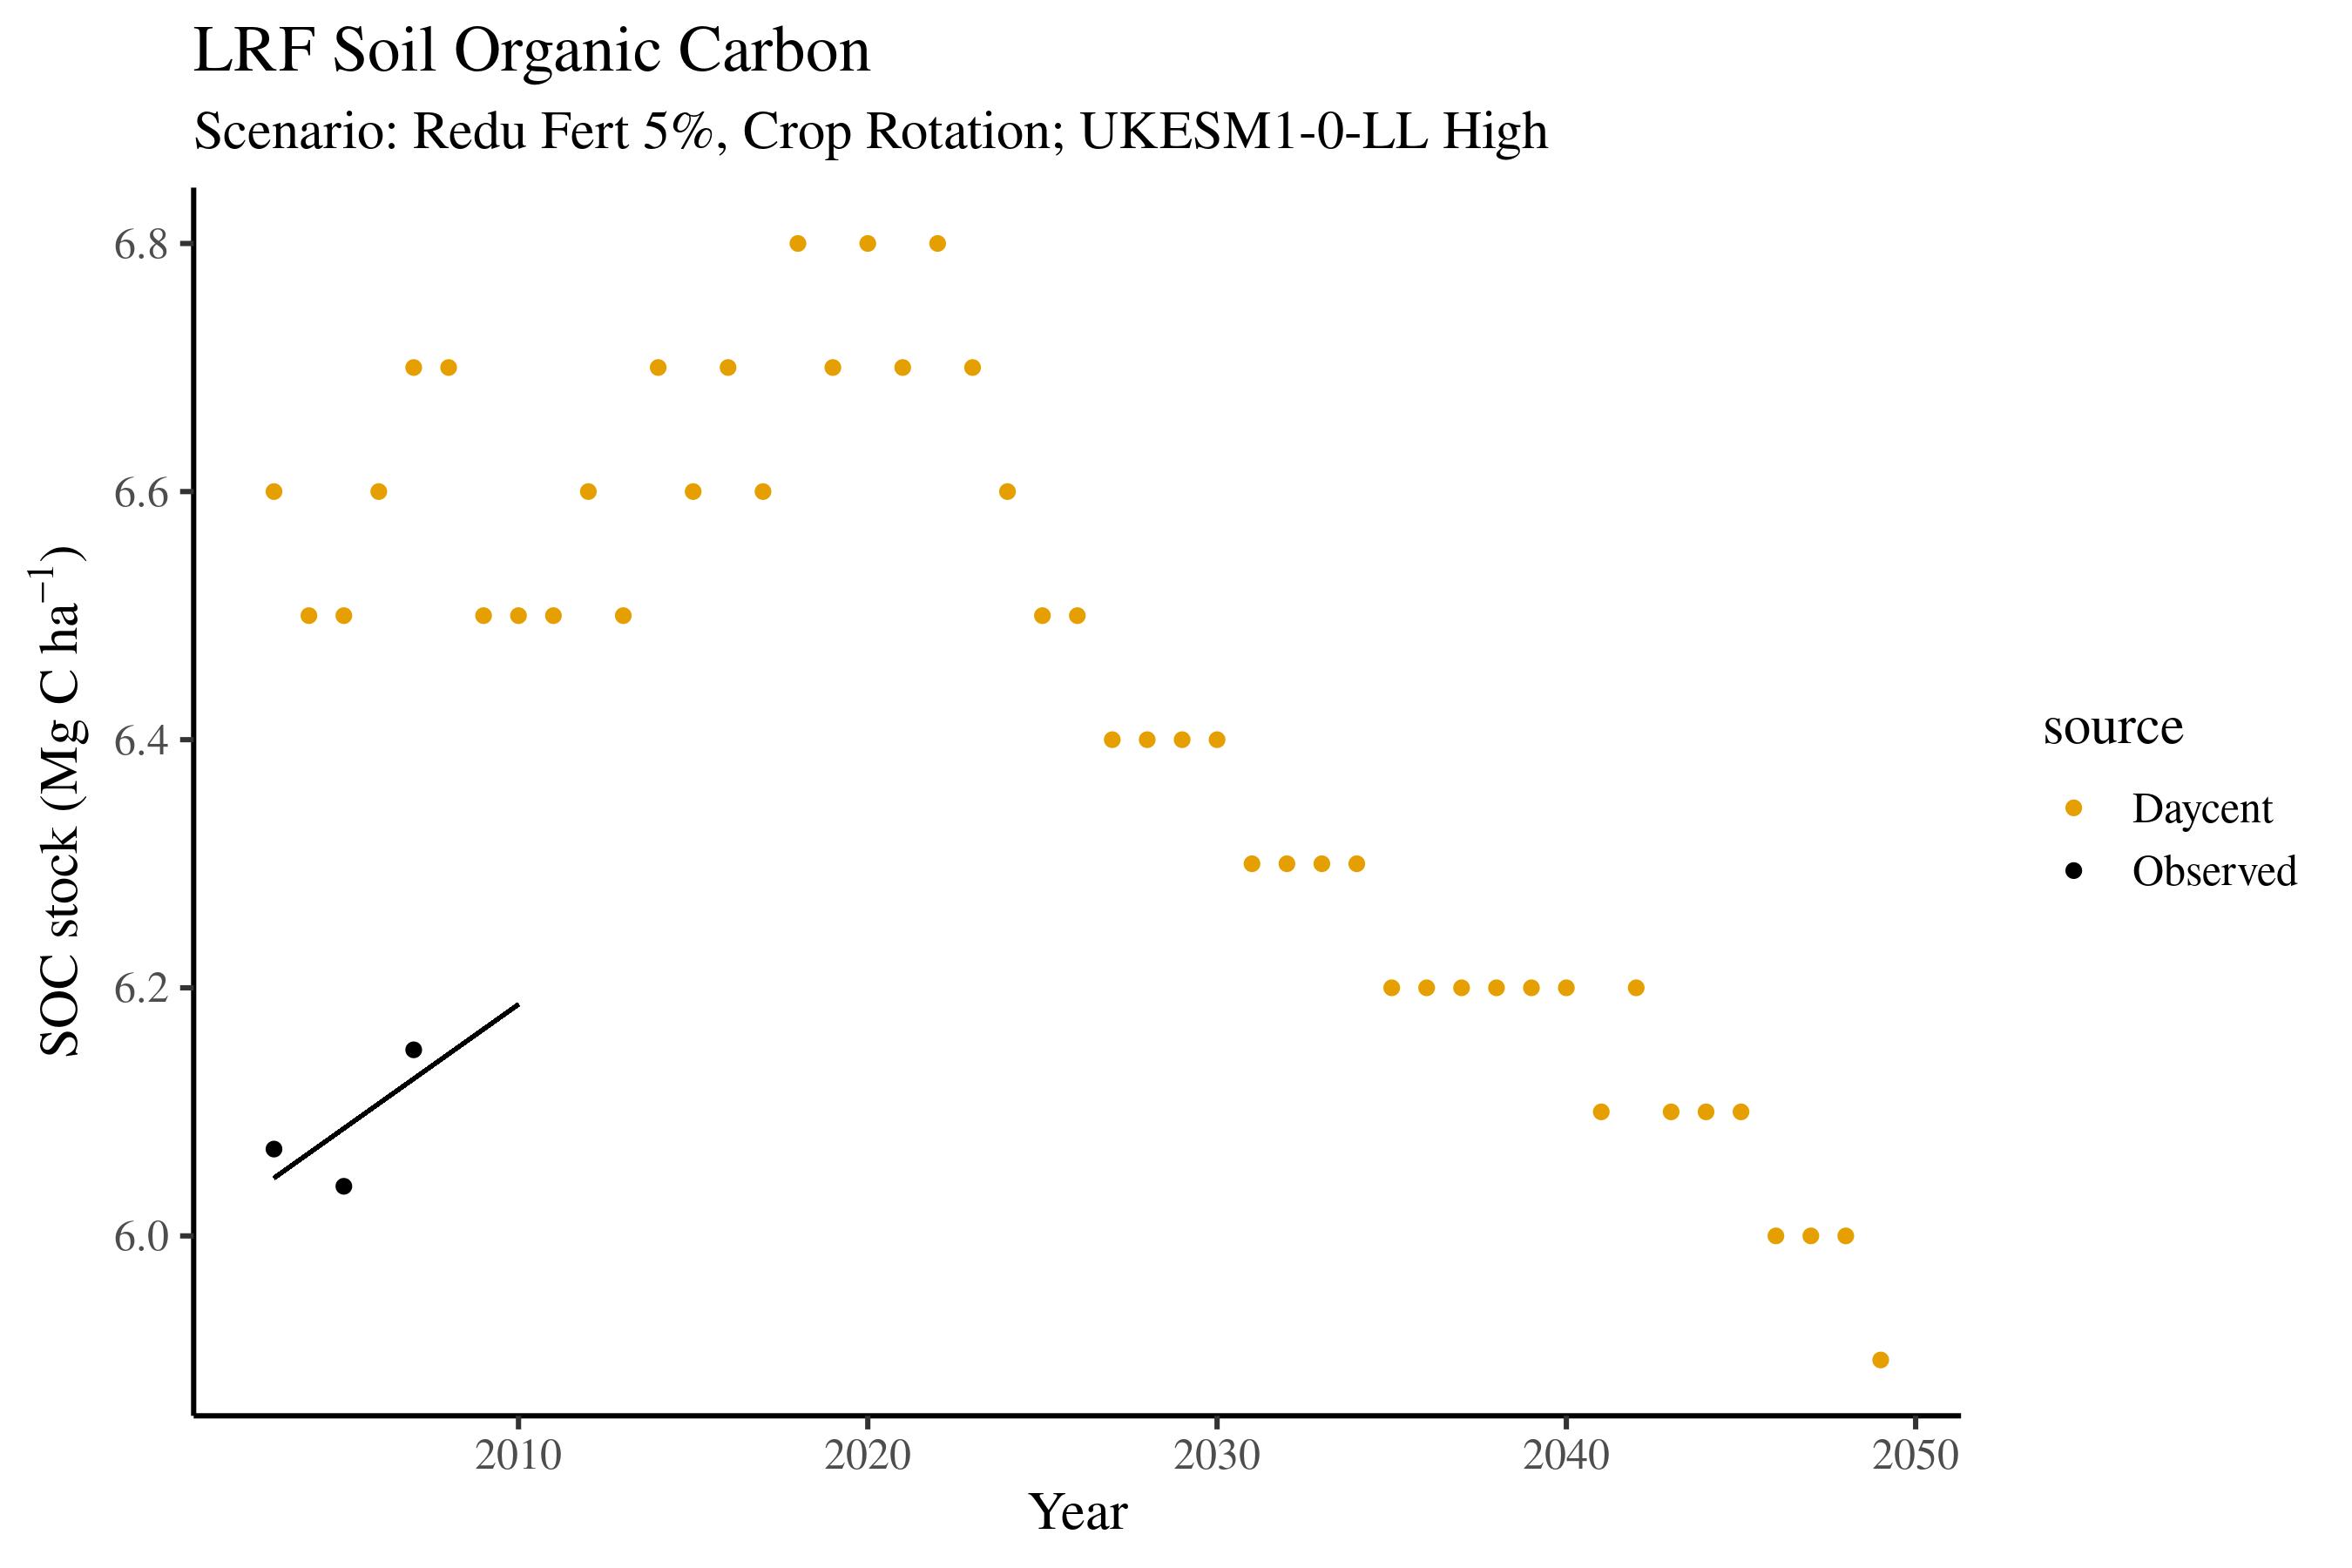 LRF Soil Organic Carbon
Scenario: Redu Fert 5%, Crop Rotation; UKESM1-0-LL High
SOC stock (Mg C ha⁻¹)
6.8
6.6
6.4
6.2
6.0
2010 2020 2030 2040 2050
Year
source
Daycent
Observed